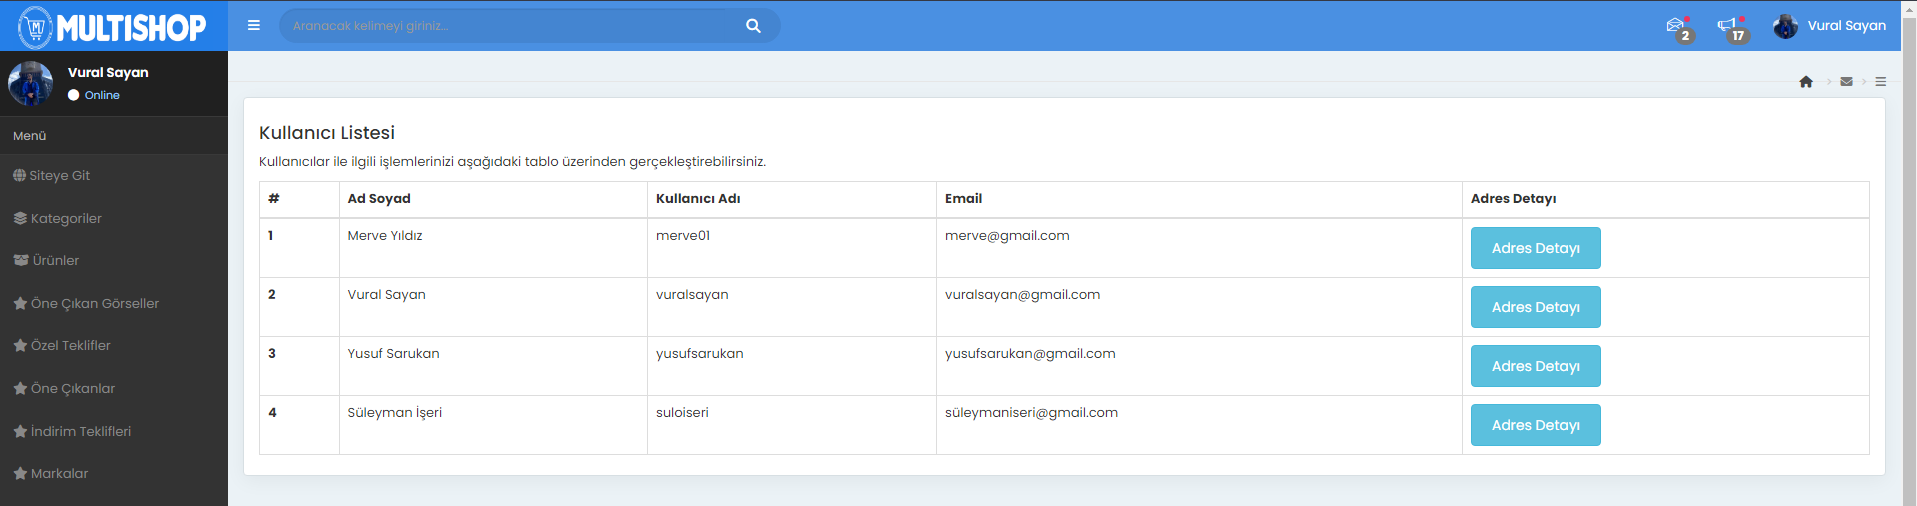 MULTISHOP
Aranacak kelimeyi giriniz...
2
17
Vural Sayan
Vural Sayan
Online
Menü
Siteye Git
Kategoriler
Ürünler
Öne Çıkan Görseller
Özel Teklifler
Öne Çıkanlar
İndirim Teklifleri
Markalar
Kullanıcı Listesi
Kullanıcılar ile ilgili işlemlerinizi aşağıdaki tablo üzerinden gerçekleştirebilirsiniz.
# Ad Soyad Kullanıcı Adı Email Adres Detayı
1 Merve Yıldız merve01 merve@gmail.com Adres Detayı
2 Vural Sayan vuralsayan vuralsayan@gmail.com Adres Detayı
3 Yusuf Sarukan yusufsarukan yusufsarukan@gmail.com Adres Detayı
4 Süleyman İşeri suloiseri süleymaniseri@gmail.com Adres Detayı